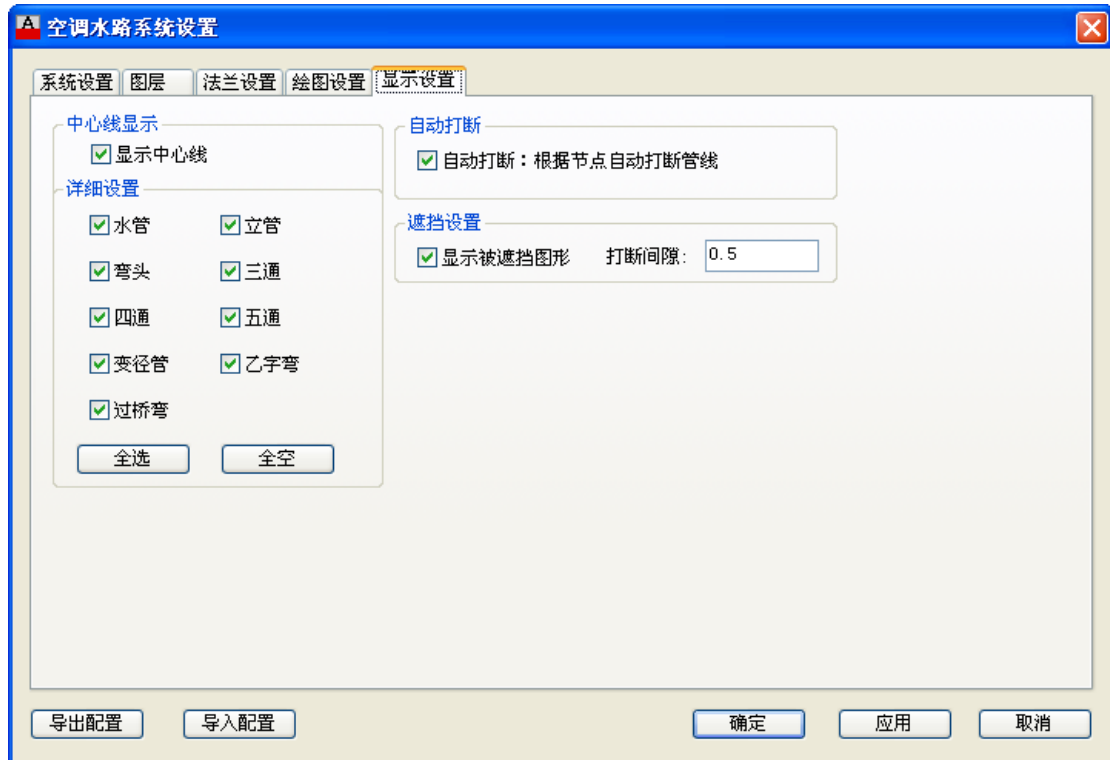 空调水路系统设置
系统设置 图层 法兰设置 绘图设置 显示设置
中心线显示
显示中心线
详细设置
水管 立管
弯头 三通
四通 五通
变径管 乙字弯
过桥弯
全选 全空
自动打断
自动打断：根据节点自动打断管线
遮挡设置
显示被遮挡图形 打断间隙: 0.5
导出配置 导入配置 确定 应用 取消